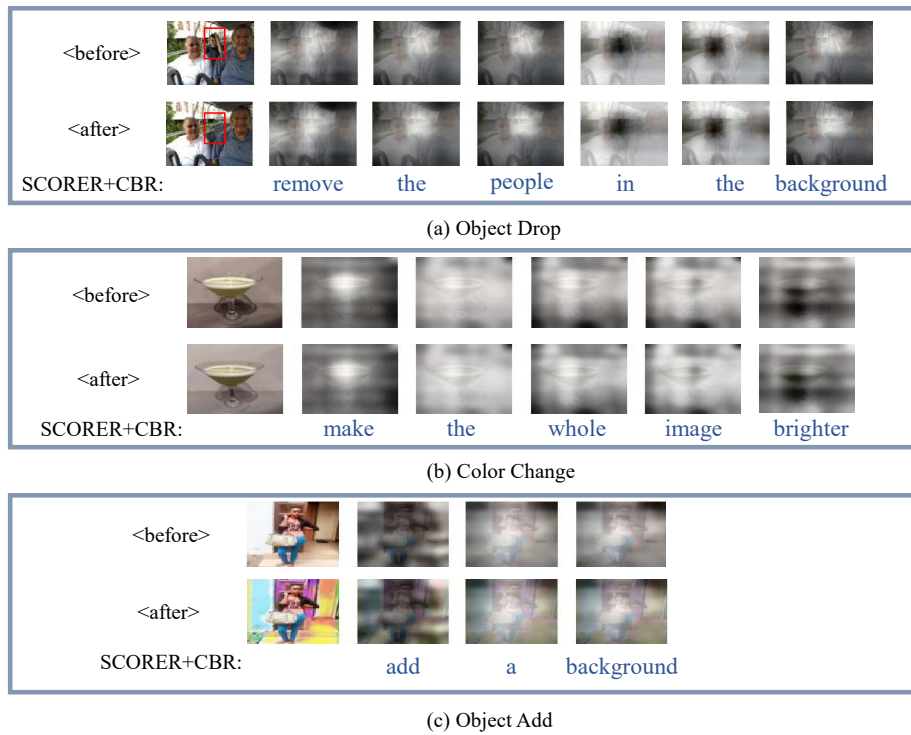 <before>
<after>
SCORER+CBR: remove the people in the background
(a) Object Drop
<before>
<after>
SCORER+CBR: make the whole image brighter
(b) Color Change
<before>
<after>
SCORER+CBR: add a background
(c) Object Add